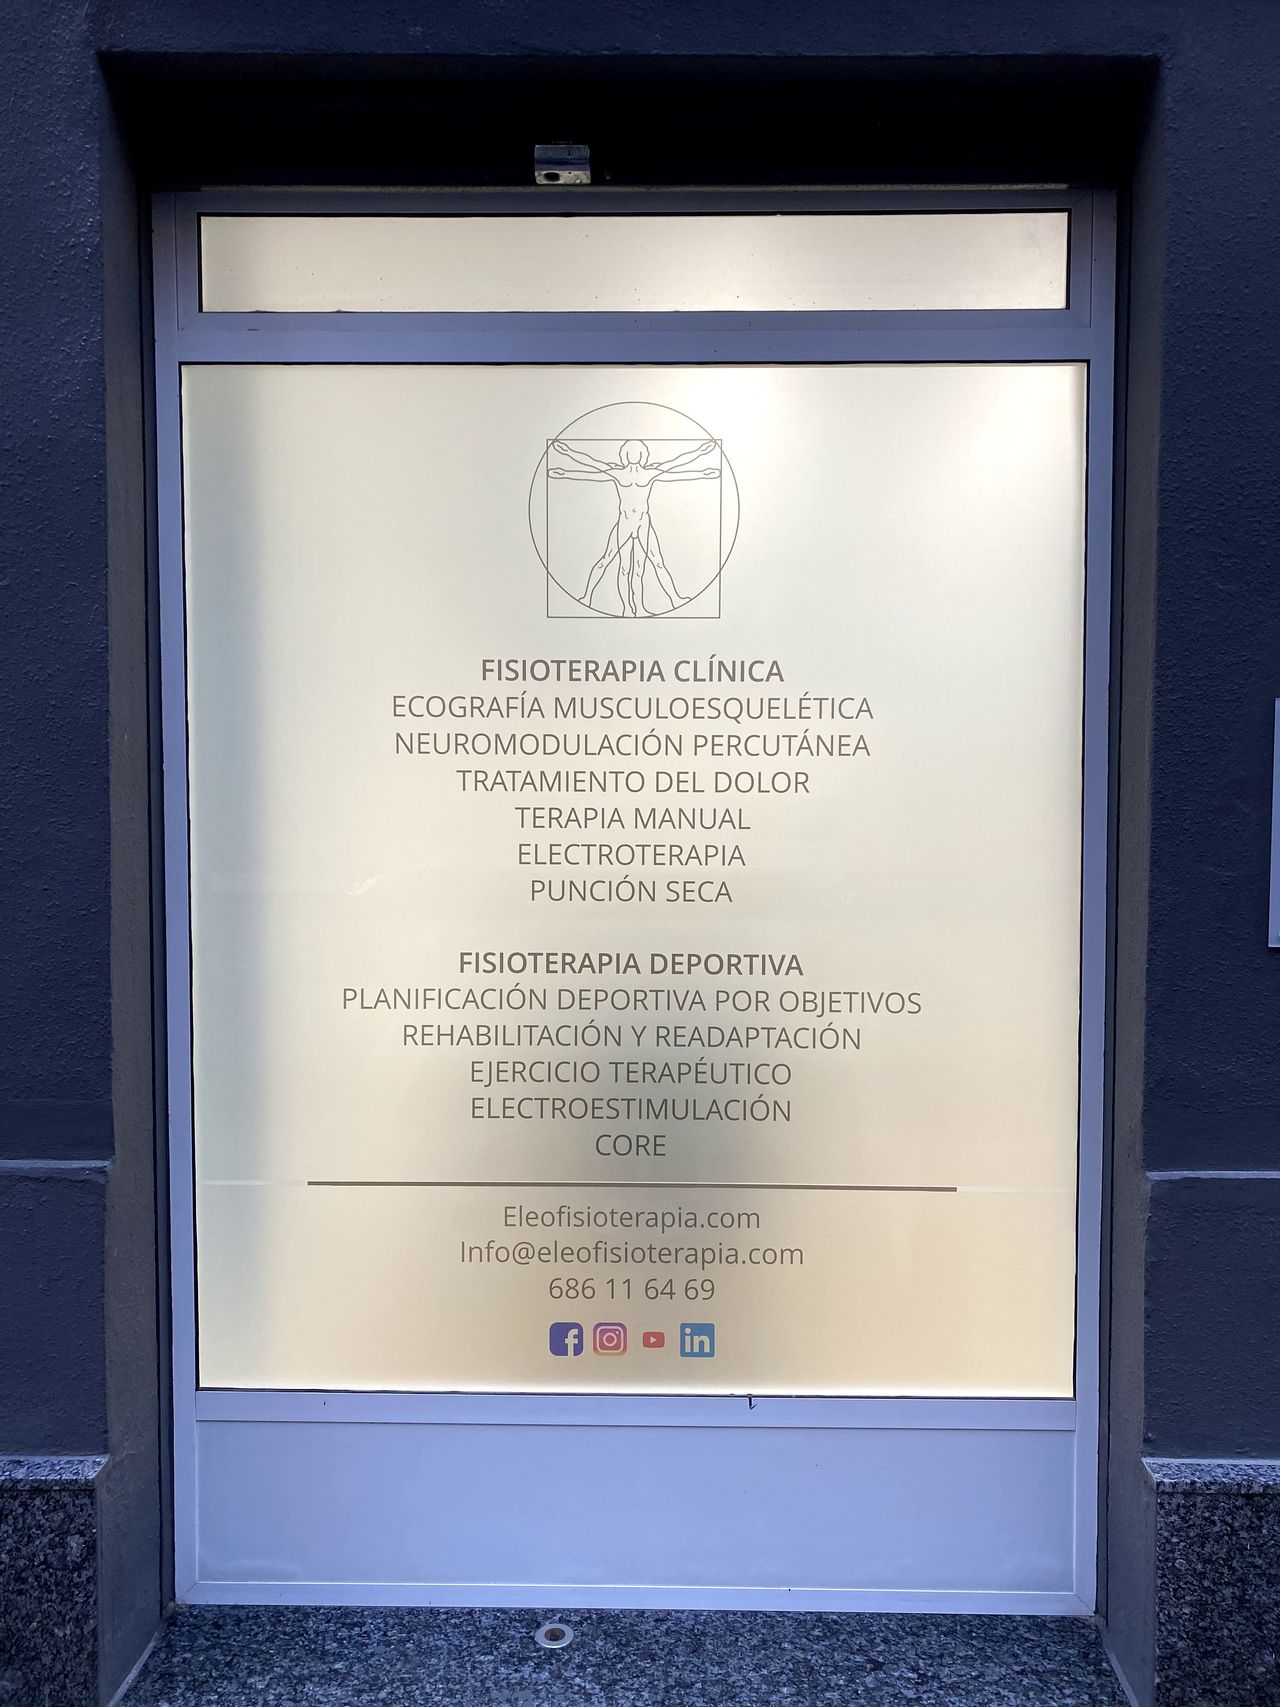 FISIOTERAPIA CLÍNICA
ECOGRAFÍA MUSCULOESQUELÉTICA
NEUROMODULACIÓN PERCUTÁNEA
TRATAMIENTO DEL DOLOR
TERAPIA MANUAL
ELECTROTERAPIA
PUNCIÓN SECA
FISIOTERAPIA DEPORTIVA
PLANIFICACIÓN DEPORTIVA POR OBJETIVOS
REHABILITACIÓN Y READAPTACIÓN
EJERCICIO TERAPÉUTICO
ELECTROESTIMULACIÓN
CORE
Eleofisioterapia.com
Info@eleofisioterapia.com
686 11 64 69
f in